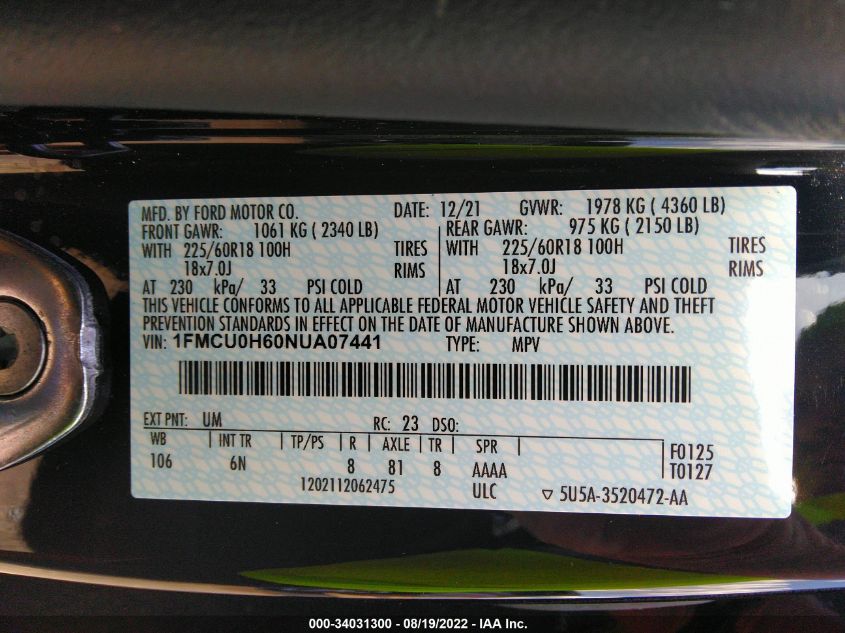 MFD. BY FORD MOTOR CO. DATE: 12/21 GVWR: 1978 KG ( 4360 LB)
FRONT GAWR: 1061 KG ( 2340 LB) REAR GAWR: 975 KG ( 2150 LB)
WITH 225/60R18 100H TIRES WITH 225/60R18 100H TIRES
18x7.0J RIMS 18x7.0J RIMS
AT 230 kPa/ 33 PSI COLD AT 230 kPa/ 33 PSI COLD
THIS VEHICLE CONFORMS TO ALL APPLICABLE FEDERAL MOTOR VEHICLE SAFETY AND THEFT
PREVENTION STANDARDS IN EFFECT ON THE DATE OF MANUFACTURE SHOWN ABOVE.
VIN: 1FMCU0H60NUA07441 TYPE: MPV
EXT PNT: UM RC: 23 DSO:
WB INT TR TP/PS R AXLE TR SPR F0125
106 6N 8 81 8 AAAA T0127
1202112062475 ULC ▽ 5U5A-3520472-AA
000-34031300 - 08/19/2022 - IAA Inc.